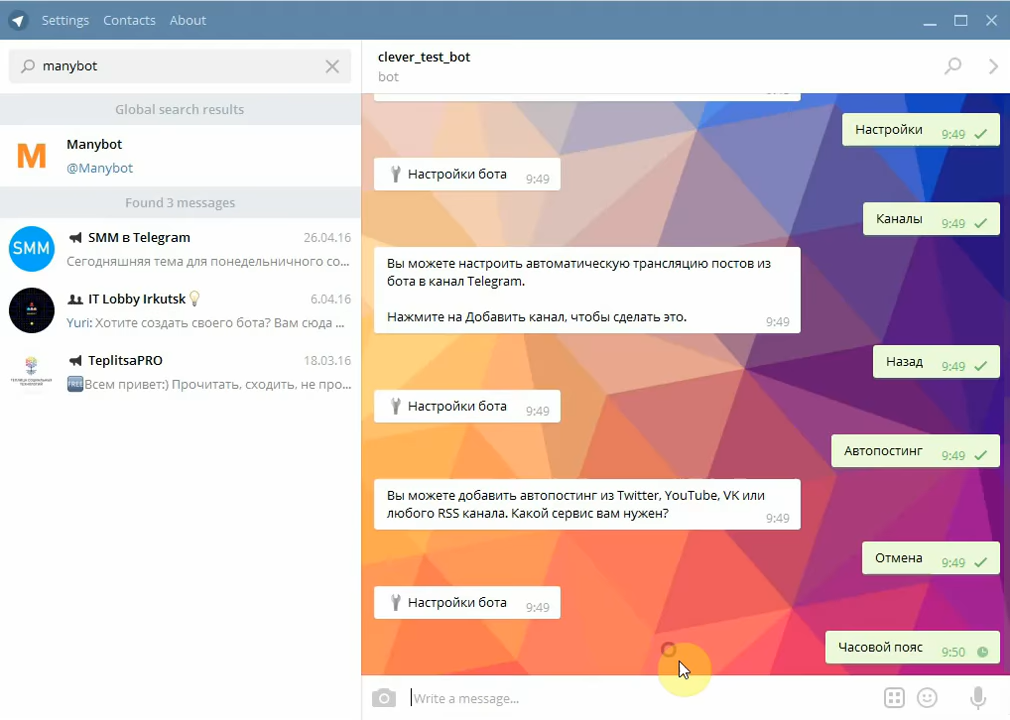 Settings Contacts About
manybot
Global search results
M
Manybot
@Manybot
Found 3 messages
SMM
SMM в Telegram 26.04.16
Сегодняшняя тема для понедельничного со...
IT Lobby Irkutsk 6.04.16
Yuri: Хотите создать своего бота? Вам сюда ...
TeplitsaPRO 18.03.16
FREE Всем привет:) Прочитать, сходить, не про...
clever_test_bot
bot
Настройки 9:49
Настройки бота 9:49
Каналы 9:49
Вы можете настроить автоматическую трансляцию постов из
бота в канал Telegram.
Нажмите на Добавить канал, чтобы сделать это. 9:49
Назад 9:49
Настройки бота 9:49
Автопостинг 9:49
Вы можете добавить автопостинг из Twitter, YouTube, VK или
любого RSS канала. Какой сервис вам нужен? 9:49
Отмена 9:49
Настройки бота 9:49
Часовой пояс 9:50
Write a message...